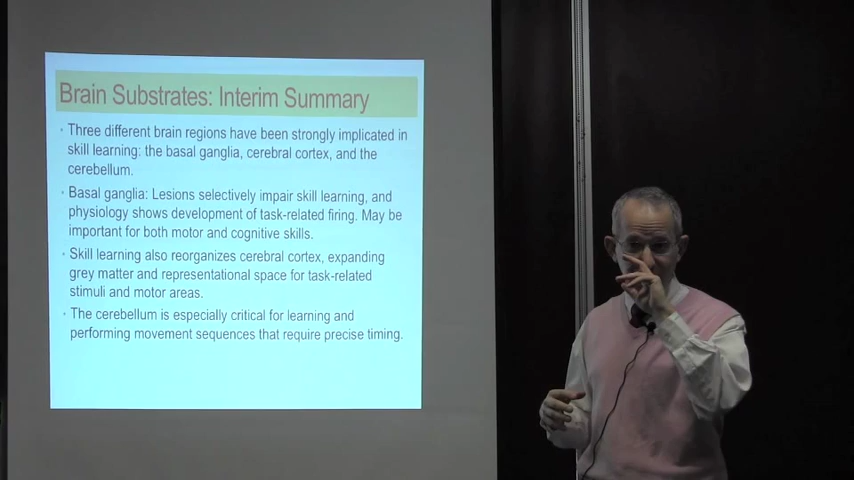 Brain Substrates: Interim Summary
• Three different brain regions have been strongly implicated in
skill learning: the basal ganglia, cerebral cortex, and the
cerebellum.
• Basal ganglia: Lesions selectively impair skill learning, and
physiology shows development of task-related firing. May be
important for both motor and cognitive skills.
• Skill learning also reorganizes cerebral cortex, expanding
grey matter and representational space for task-related
stimuli and motor areas.
• The cerebellum is especially critical for learning and
performing movement sequences that require precise timing.